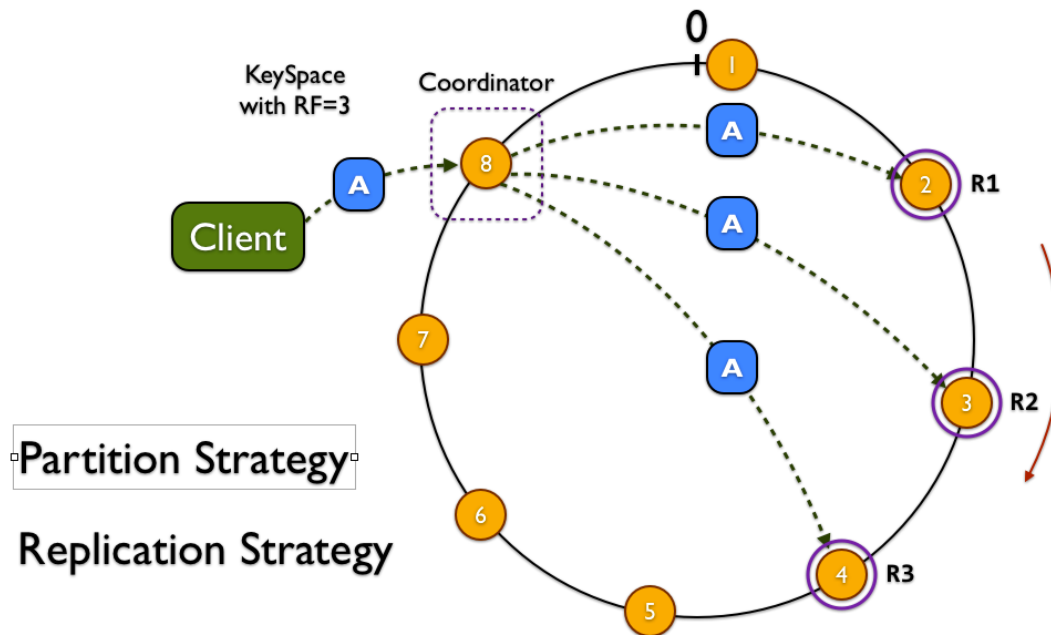 0
1
KeySpace
with RF=3
Coordinator
A
8
A
2
R1
A
Client
7
A
3
R2
Partition Strategy
6
Replication Strategy
4
R3
5